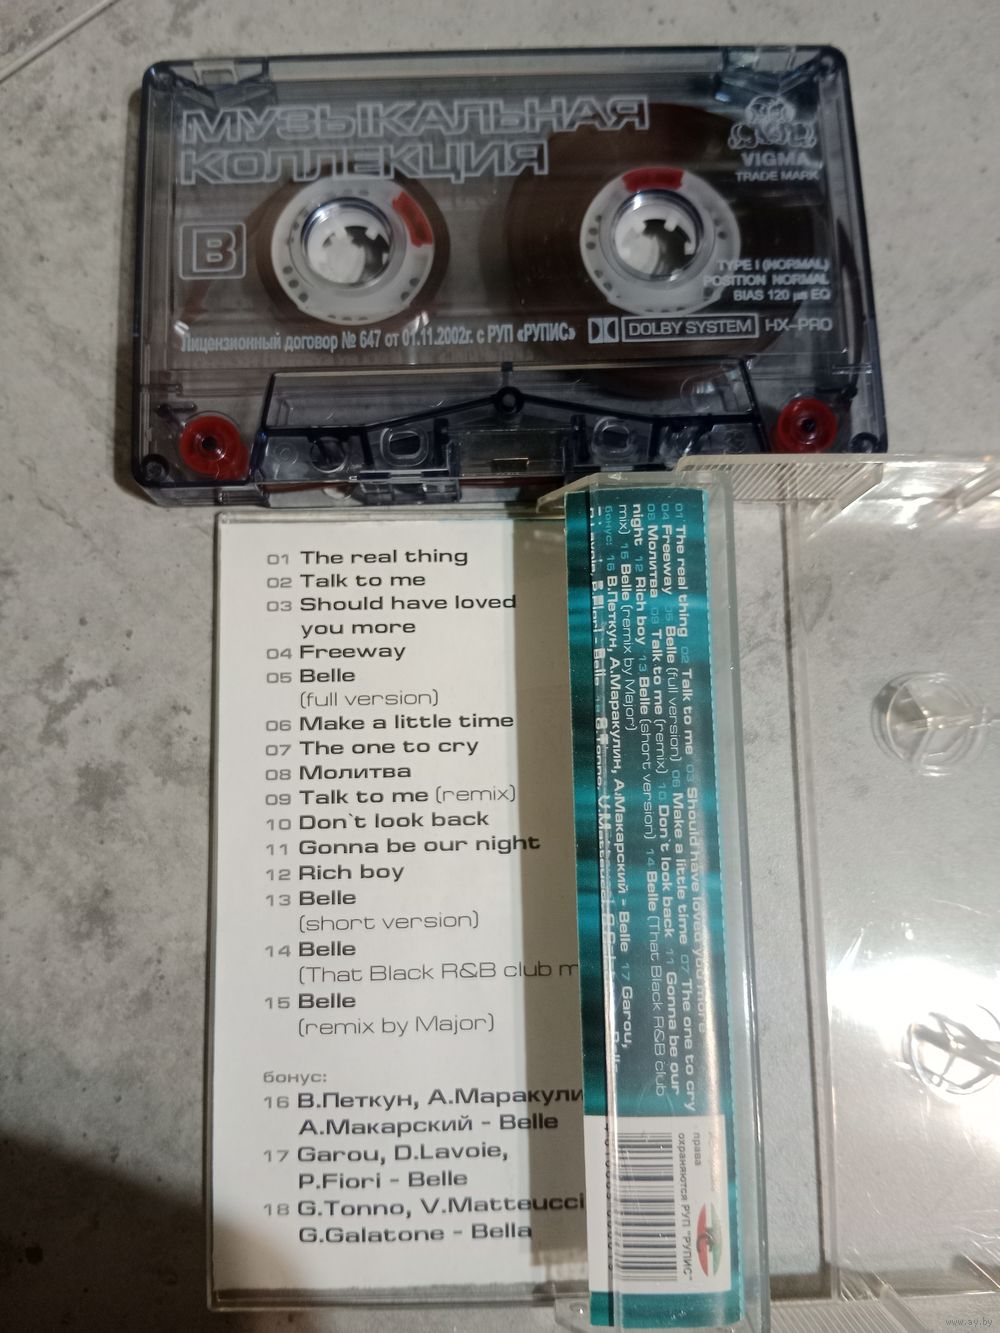 МУЗЫКАЛЬНАЯ
КОЛЛЕКЦИЯ
VIGMA
TRADE MARK
B
TYPE I (NORMAL)
POSITION NORMAL
BIAS 120 µs EQ
Лицензионный договор № 647 от 01.11.2002г. с РУП «РУПИС»
DOLBY SYSTEM HX-PRO
01 The real thing
02 Talk to me
03 Should have loved
you more
04 Freeway
05 Belle
(full version)
06 Make a little time
07 The one to cry
08 Молитва
09 Talk to me (remix)
10 Don`t look back
11 Gonna be our night
12 Rich boy
13 Belle
(short version)
14 Belle
(That Black R&B club m
15 Belle
(remix by Major)
бонус:
16 В.Петкун, А.Маракули
А.Макарский - Belle
17 Garou, D.Lavoie,
P.Fiori - Belle
18 G.Tonno, V.Matteucci
G.Galatone - Bella
01 The real thing 02 Talk to me 03 Should have loved you more
04 Freeway 05 Belle (full version) 06 Make a little time 07 The one to cry
08 Молитва 09 Talk to me (remix) 10 Don`t look back 11 Gonna be our
night 12 Rich boy 13 Belle (short version) 14 Belle (That Black R&B club
mix) 15 Belle (remix by Major)
бонус: 16 В.Петкун, А.Маракулин, А.Макарский - Belle 17 Garou,
D.Lavoie, P.Fiori - Belle G.Tonno, V.Matteucci,
права
охраняются РУП "РУПИС"
www.ay.by